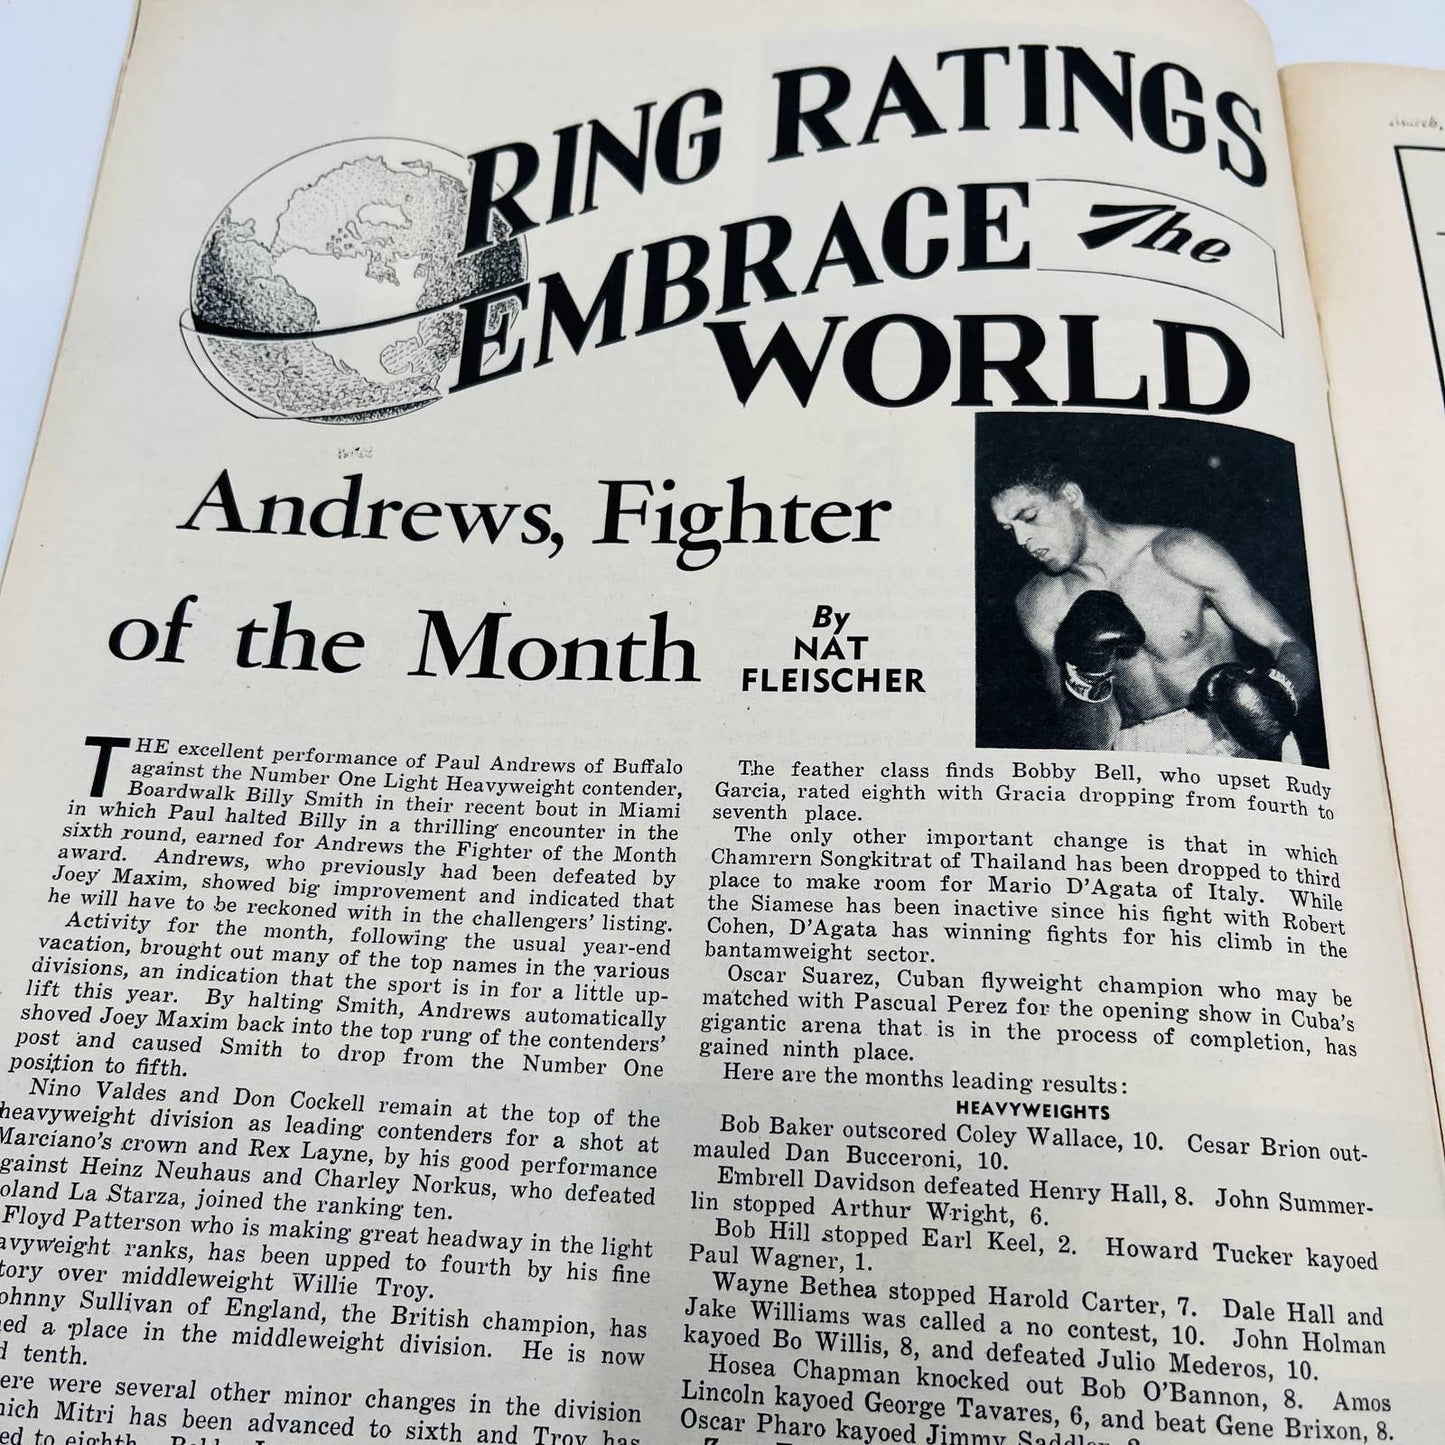 RING RATINGS
EMBRACE The
WORLD
Andrews, Fighter
of the Month
By
NAT
FLEISCHER
THE excellent performance of Paul Andrews of Buffalo
against the Number One Light Heavyweight contender,
Boardwalk Billy Smith in their recent bout in Miami
in which Paul halted Billy in a thrilling encounter in the
sixth round, earned for Andrews the Fighter of the Month
award. Andrews, who previously had been defeated by
Joey Maxim, showed big improvement and indicated that
he will have to be reckoned with in the challengers' listing.
Activity for the month, following the usual year-end
vacation, brought out many of the top names in the various
divisions, an indication that the sport is in for a little up-
lift this year. By halting Smith, Andrews automatically
shoved Joey Maxim back into the top rung of the contenders'
post and caused Smith to drop from the Number One
position to fifth.
Nino Valdes and Don Cockell remain at the top of the
heavyweight division as leading contenders for a shot at
Marciano's crown and Rex Layne, by his good performance
gainst Heinz Neuhaus and Charley Norkus, who defeated
oland La Starza, joined the ranking ten.
Floyd Patterson who is making great headway in the light
avyweight ranks, has been upped to fourth by his fine
tory over middleweight Willie Troy.
ohnny Sullivan of England, the British champion, has
ned a place in the middleweight division. He is now
d tenth.
ere were several other minor changes in the division
hich Mitri has been advanced to sixth and Troy has
ed to eighth.
The feather class finds Bobby Bell, who upset Rudy
Garcia, rated eighth with Gracia dropping from fourth to
seventh place.
The only other important change is that in which
Chamrern Songkitrat of Thailand has been dropped to third
place to make room for Mario D'Agata of Italy. While
the Siamese has been inactive since his fight with Robert
Cohen, D'Agata has winning fights for his climb in the
bantamweight sector.
Oscar Suarez, Cuban flyweight champion who may be
matched with Pascual Perez for the opening show in Cuba's
gigantic arena that is in the process of completion, has
gained ninth place.
Here are the months leading results:
HEAVYWEIGHTS
Bob Baker outscored Coley Wallace, 10. Cesar Brion out-
mauled Dan Bucceroni, 10.
Embrell Davidson defeated Henry Hall, 8. John Summer-
lin stopped Arthur Wright, 6.
Bob Hill stopped Earl Keel, 2. Howard Tucker kayoed
Paul Wagner, 1.
Wayne Bethea stopped Harold Carter, 7. Dale Hall and
Jake Williams was called a no contest, 10. John Holman
kayoed Bo Willis, 8, and defeated Julio Mederos, 10.
Hosea Chapman knocked out Bob O'Bannon, 8. Amos
Lincoln kayoed George Tavares, 6, and beat Gene Brixon, 8.
Oscar Pharo kayoed Jimmy Saddler,